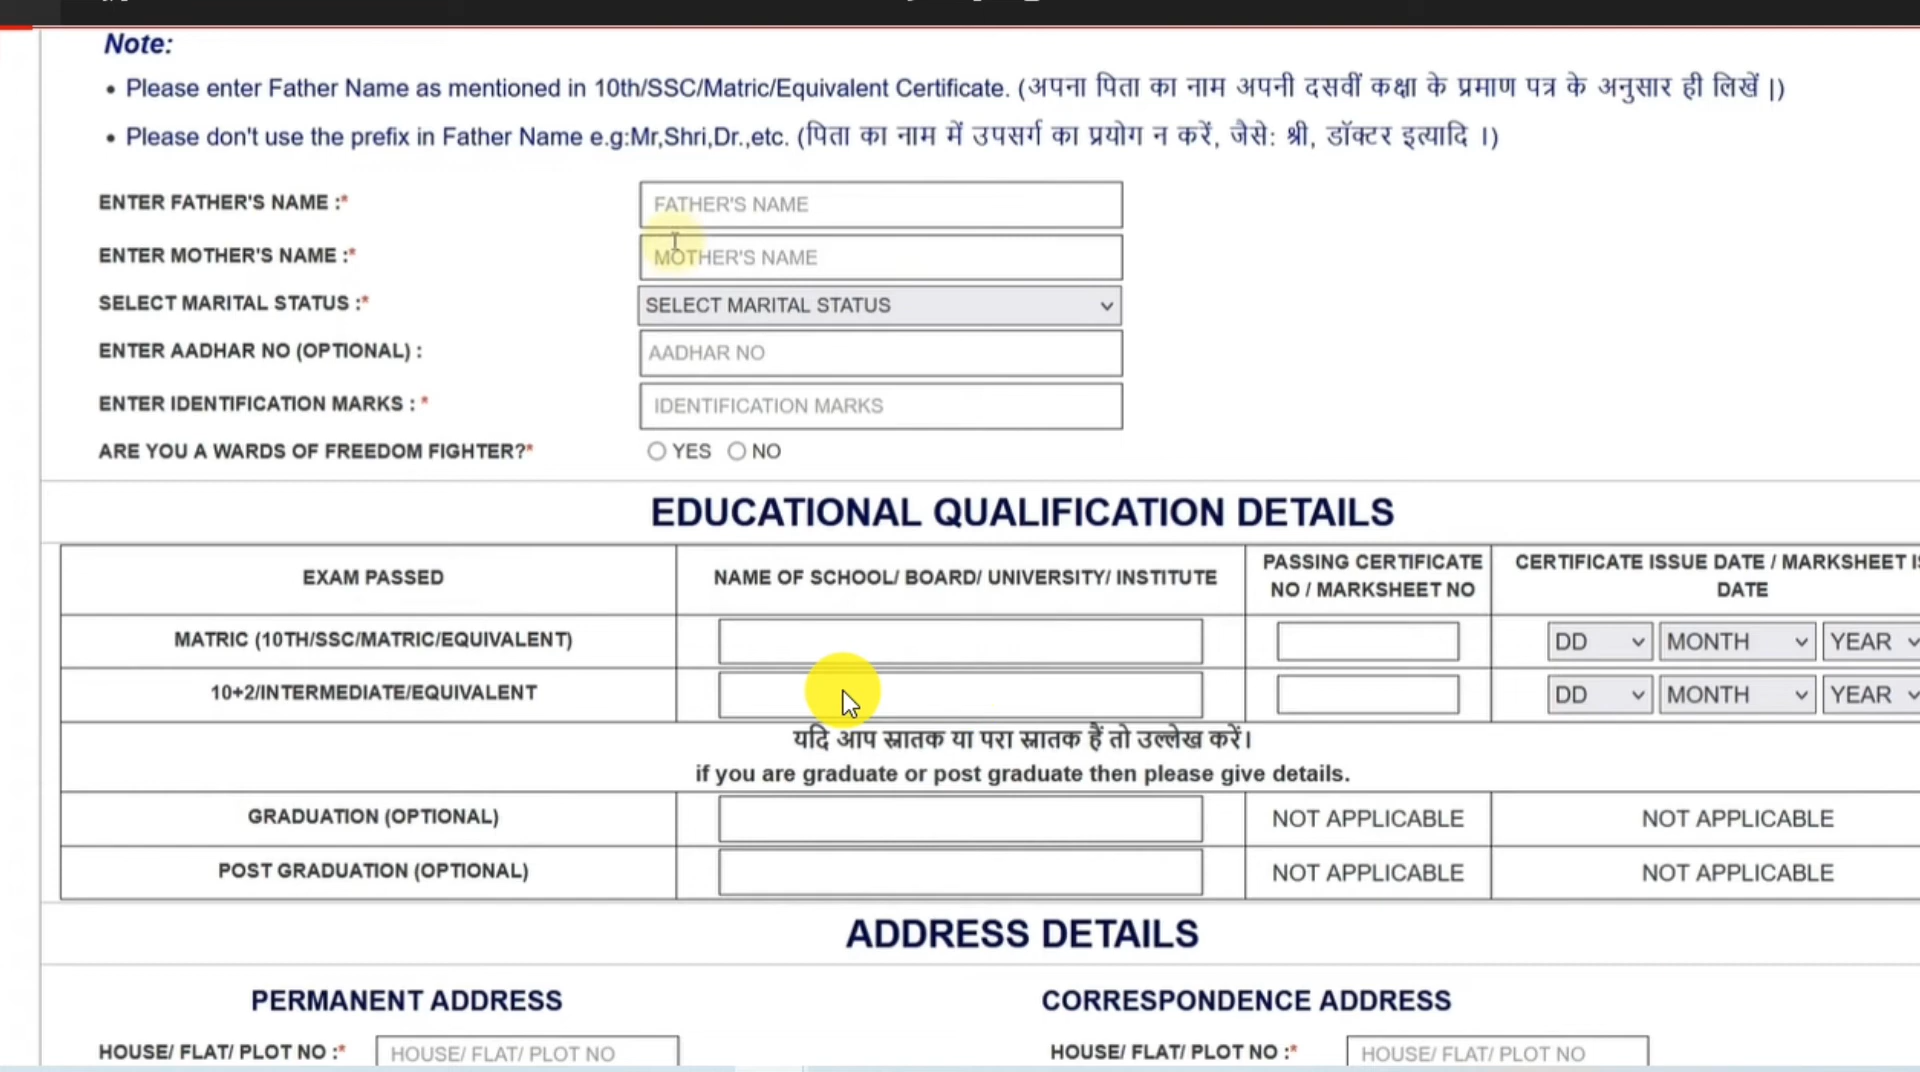 Note:
• Please enter Father Name as mentioned in 10th/SSC/Matric/Equivalent Certificate. (अपना पिता का नाम अपनी दसवीं कक्षा के प्रमाण पत्र के अनुसार ही लिखें |)
• Please don't use the prefix in Father Name e.g:Mr,Shri,Dr.,etc. (पिता का नाम में उपसर्ग का प्रयोग न करें, जैसे: श्री, डॉक्टर इत्यादि ।)
ENTER FATHER'S NAME :* FATHER'S NAME
ENTER MOTHER'S NAME :* MOTHER'S NAME
SELECT MARITAL STATUS :* SELECT MARITAL STATUS
ENTER AADHAR NO (OPTIONAL) : AADHAR NO
ENTER IDENTIFICATION MARKS : * IDENTIFICATION MARKS
ARE YOU A WARDS OF FREEDOM FIGHTER?* YES NO
EDUCATIONAL QUALIFICATION DETAILS
EXAM PASSED NAME OF SCHOOL/ BOARD/ UNIVERSITY/ INSTITUTE PASSING CERTIFICATE NO / MARKSHEET NO CERTIFICATE ISSUE DATE / MARKSHEET IS DATE
MATRIC (10TH/SSC/MATRIC/EQUIVALENT) DD MONTH YEAR
10+2/INTERMEDIATE/EQUIVALENT DD MONTH YEAR
यदि आप स्नातक या परा स्नातक हैं तो उल्लेख करें।
if you are graduate or post graduate then please give details.
GRADUATION (OPTIONAL) NOT APPLICABLE NOT APPLICABLE
POST GRADUATION (OPTIONAL) NOT APPLICABLE NOT APPLICABLE
ADDRESS DETAILS
PERMANENT ADDRESS CORRESPONDENCE ADDRESS
HOUSE/ FLAT/ PLOT NO :* HOUSE/ FLAT/ PLOT NO HOUSE/ FLAT/ PLOT NO :* HOUSE/ FLAT/ PLOT NO